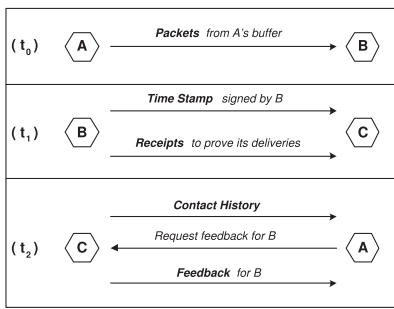 Packets from A's buffer
(t0) A B
Time Stamp signed by B
(t1) B C
Receipts to prove its deliveries
Contact History
Request feedback for B
(t2) C A
Feedback for B